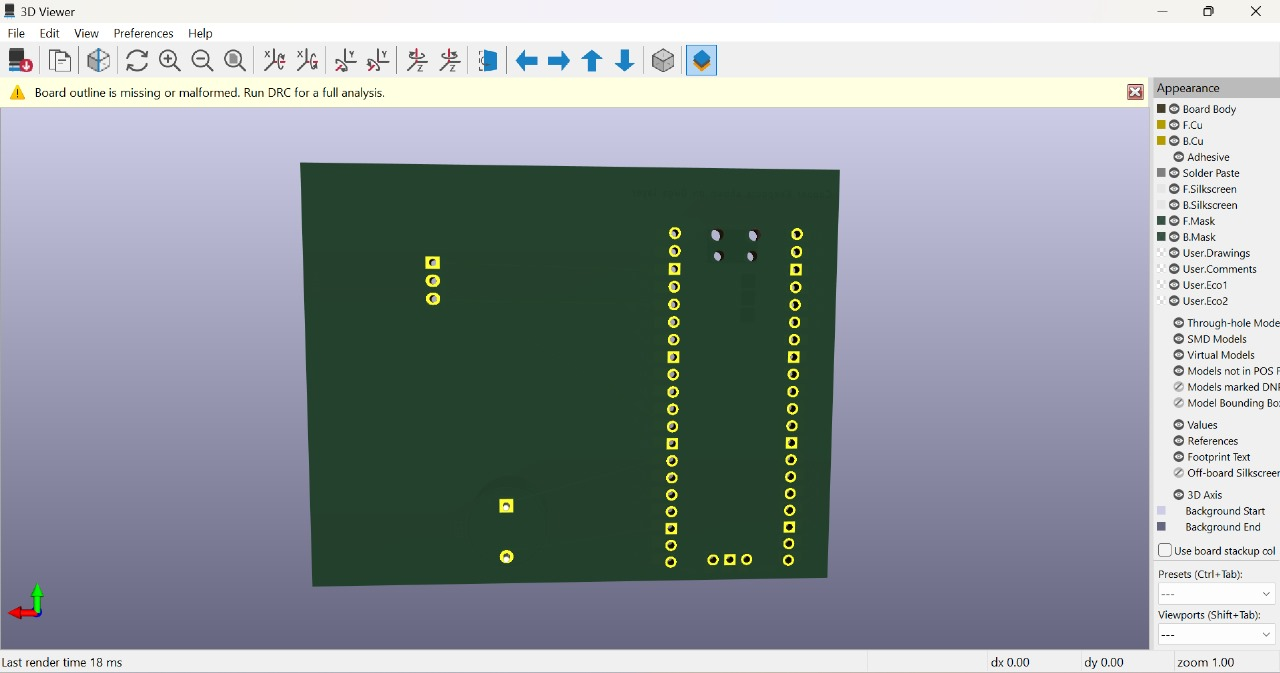 3D Viewer
File Edit View Preferences Help
Board outline is missing or malformed. Run DRC for a full analysis.
Appearance
Board Body
F.Cu
B.Cu
Adhesive
Solder Paste
F.Silkscreen
B.Silkscreen
F.Mask
B.Mask
User.Drawings
User.Comments
User.Eco1
User.Eco2
Through-hole Mode
SMD Models
Virtual Models
Models not in POS F
Models marked DNI
Model Bounding Bo
Values
References
Footprint Text
Off-board Silkscree
3D Axis
Background Start
Background End
Use board stackup col
Presets (Ctrl+Tab):
---
Viewports (Shift+Tab):
---
Last render time 18 ms
dx 0.00
dy 0.00
zoom 1.00